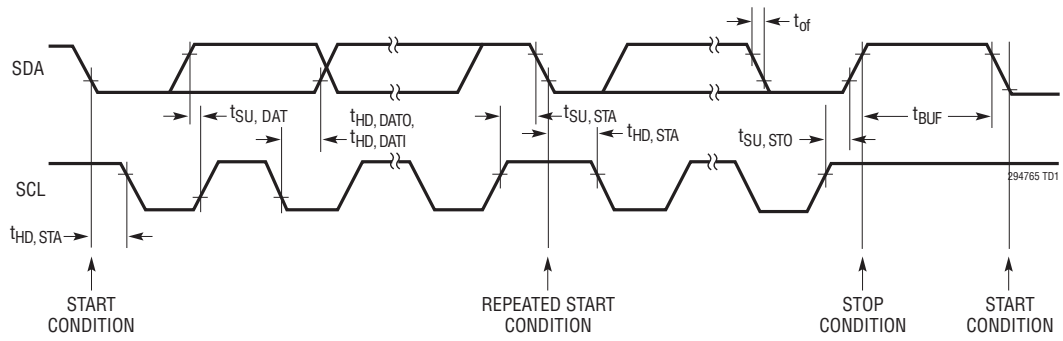 tof
SDA
tSU, DAT
tHD, DATO,
tHD, DATI
tSU, STA
tHD, STA
tSU, STO
tBUF
SCL
294765 TD1
tHD, STA
START
CONDITION
REPEATED START
CONDITION
STOP
CONDITION
START
CONDITION